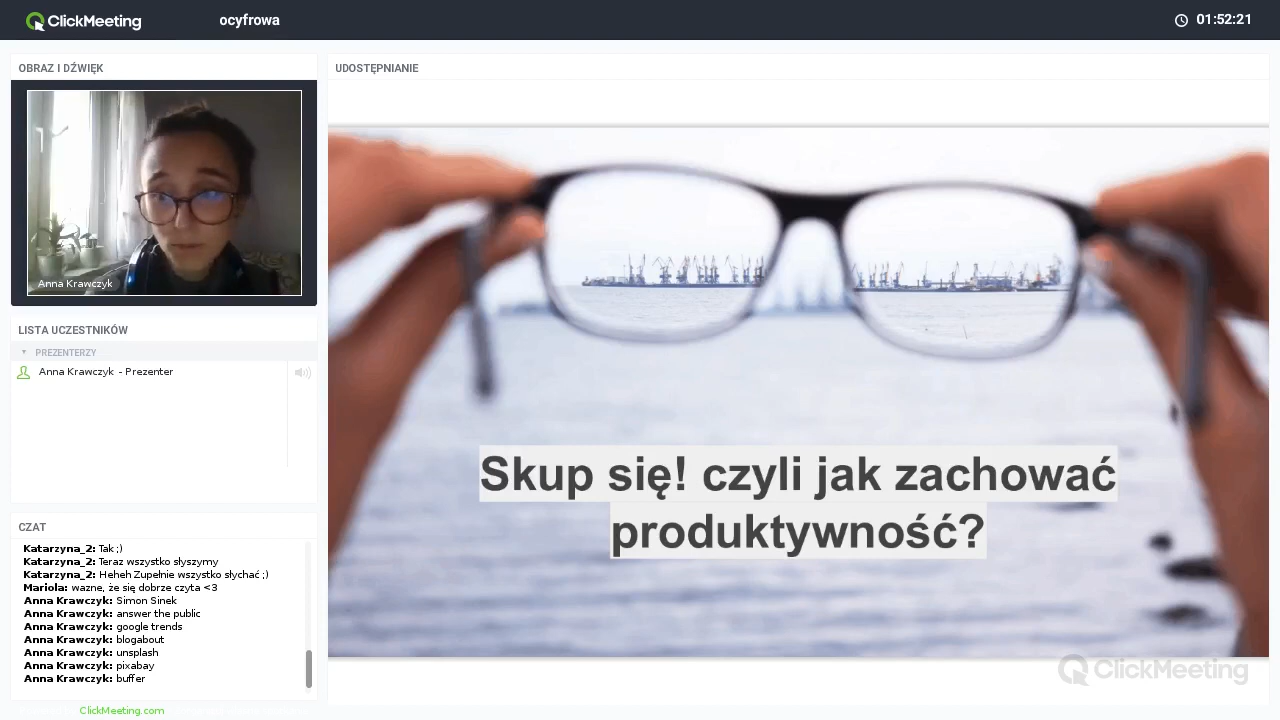 ClickMeeting
ocyfrowa
01:52:21
OBRAZ I DŹWIĘK
Anna Krawczyk
LISTA UCZESTNIKÓW
PREZENTERZY
Anna Krawczyk - Prezenter
CZAT
Katarzyna_2: Tak ;)
Katarzyna_2: Teraz wszystko słyszymy
Katarzyna_2: Heheh Zupełnie wszystko słychać ;)
Mariola: wazne, że się dobrze czyta <3
Anna Krawczyk: Simon Sinek
Anna Krawczyk: answer the public
Anna Krawczyk: google trends
Anna Krawczyk: blogabout
Anna Krawczyk: unsplash
Anna Krawczyk: pixabay
Anna Krawczyk: buffer
ClickMeeting.com
UDOSTĘPNIANIE
Skup się! czyli jak zachować
produktywność?
ClickMeeting